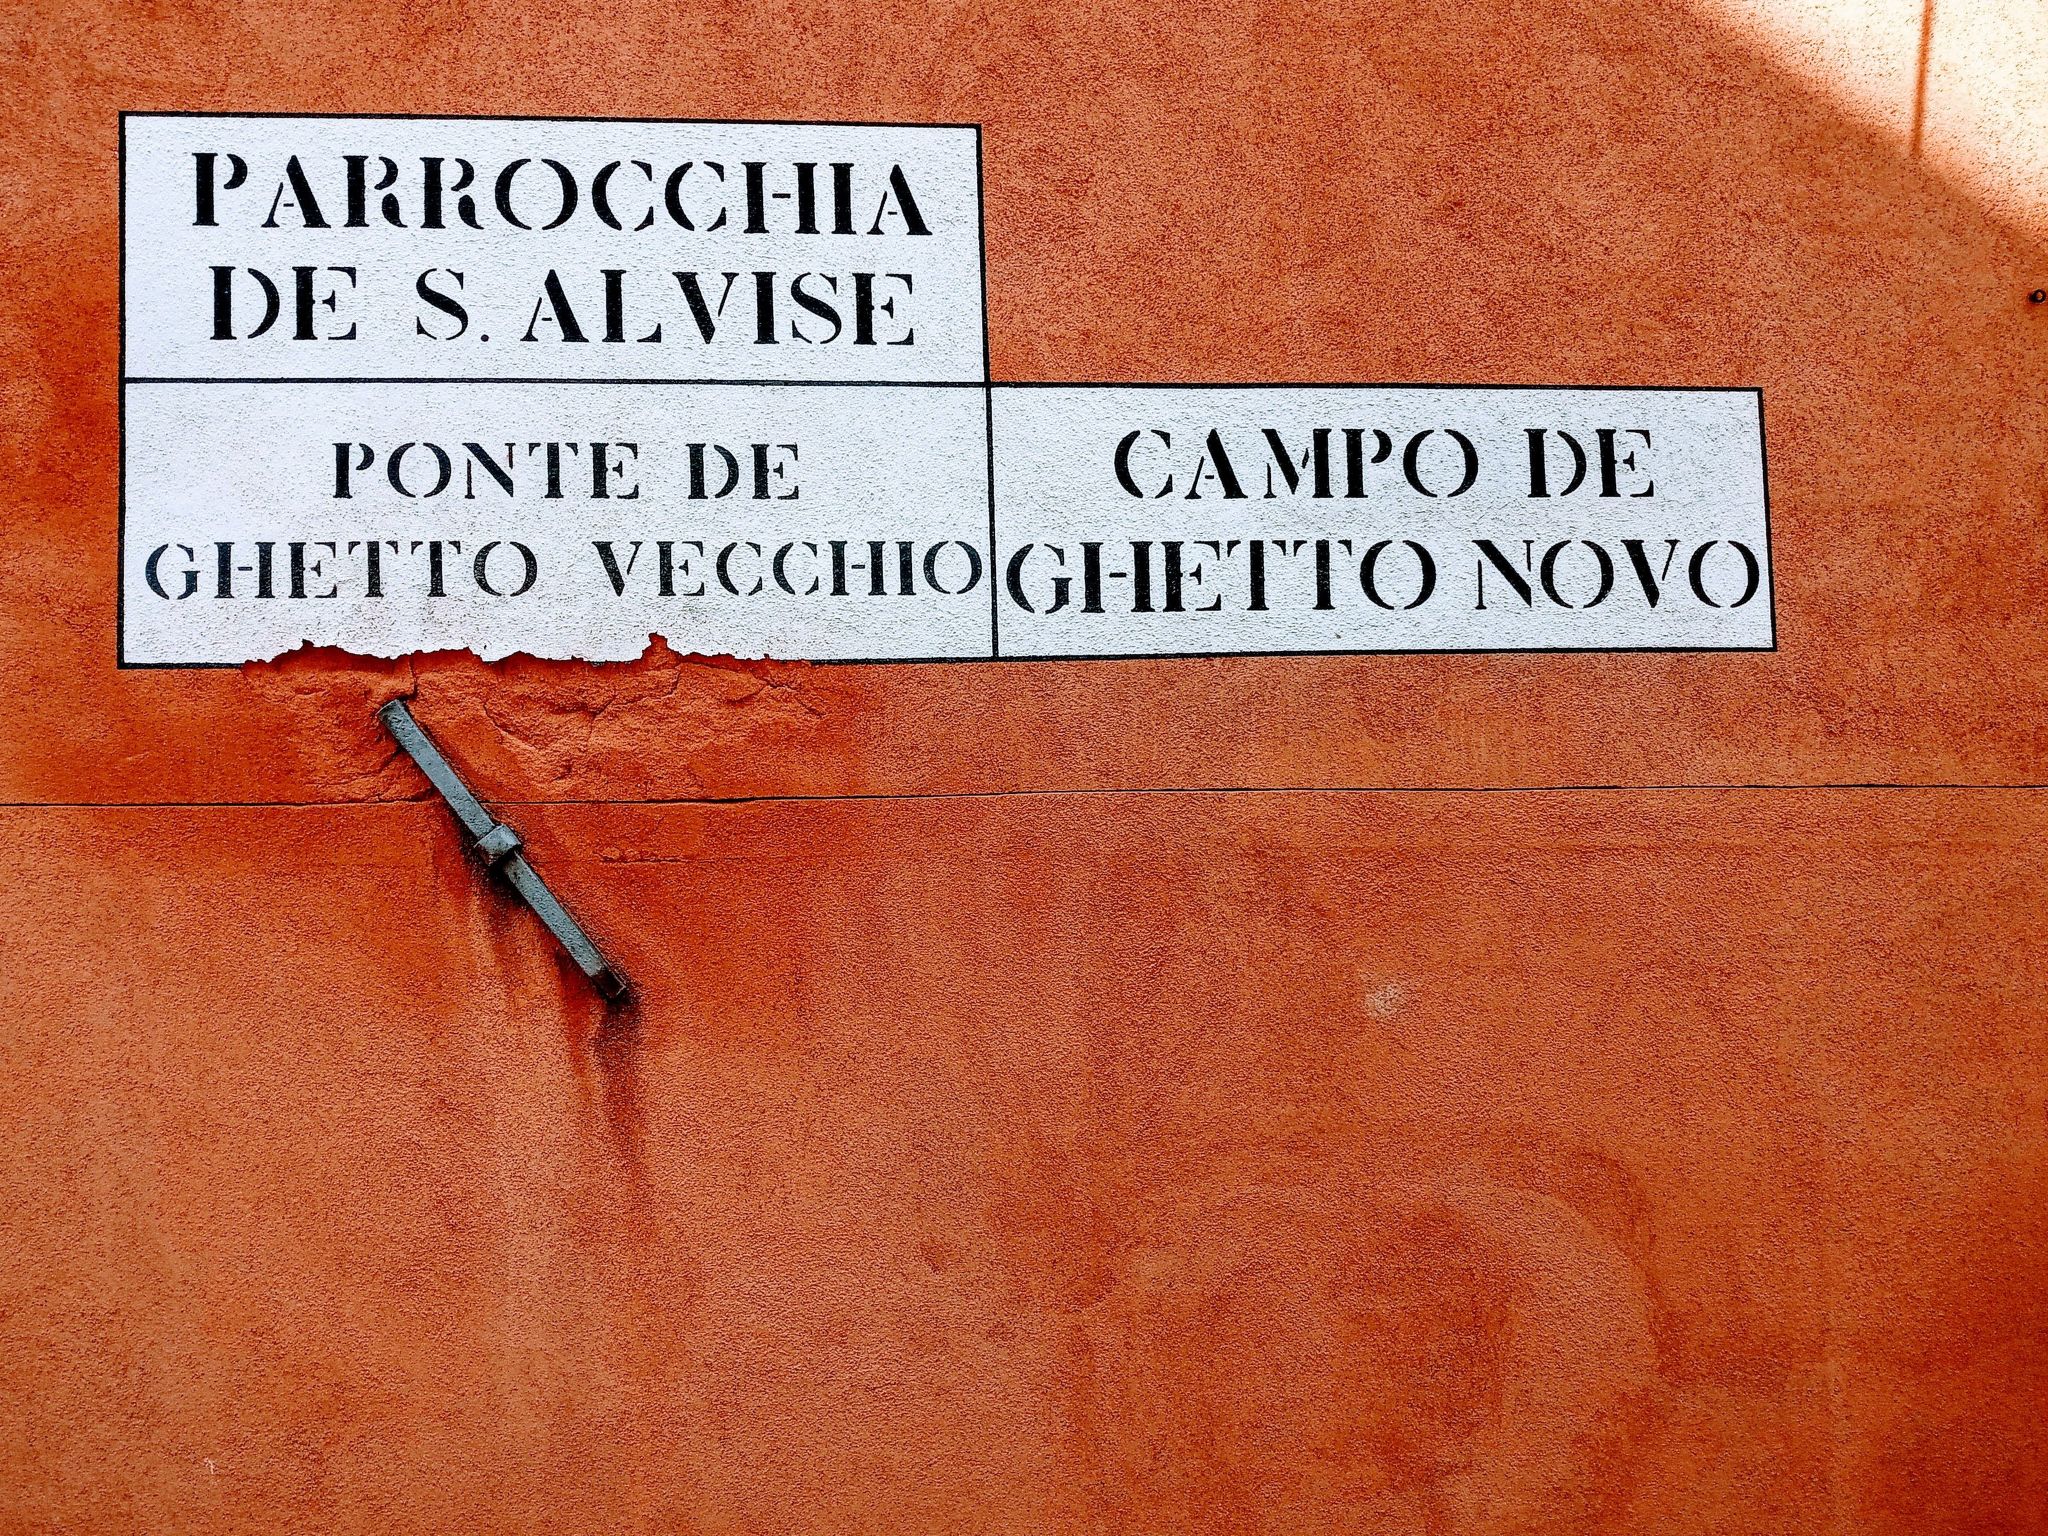 PARROCCHIA
DE S. ALVISE
PONTE DE
GHETTO VECCHIO
CAMPO DE
GHETTO NOVO